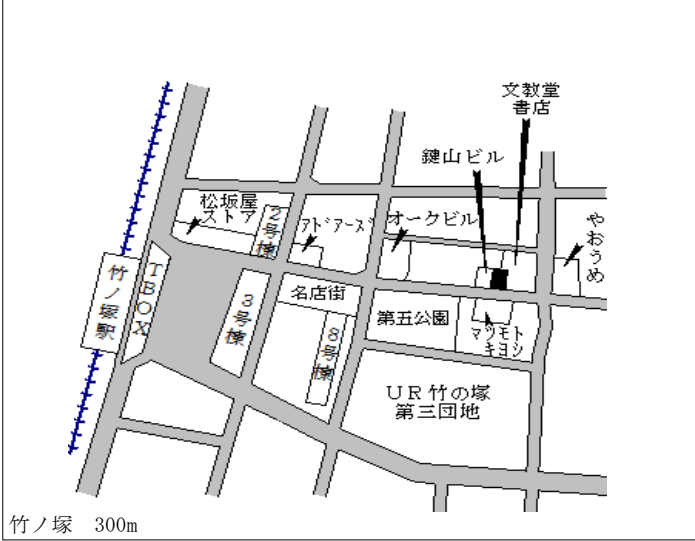 文教堂
書店
鍵山ビル
松坂屋
ストア
2号棟
アドアーズ
オークビル
やおうめ
竹ノ塚駅
TBOX
3号棟
名店街
8号棟
第五公園
マツモト
キヨシ
UR竹の塚
第三団地
竹ノ塚　300m